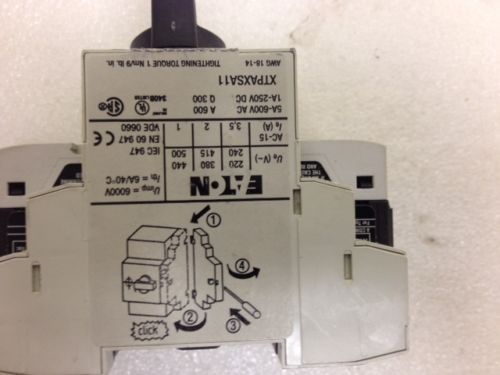 EATON
Uimp = 6000V
Ith = 6A/40°C
Ue (V~) 220 380 440
240 415 500
IEC 947
AC-15
EN 60 947 CE
Ie (A) 3,5 2 1
VDE 0660
5A-600V AC A 600
1A-250V DC Q 300
XTPAXSA11
TIGHTENING TORQUE 1 Nm/9 lb. in.
AWG 18-14
1
4
2
3
click